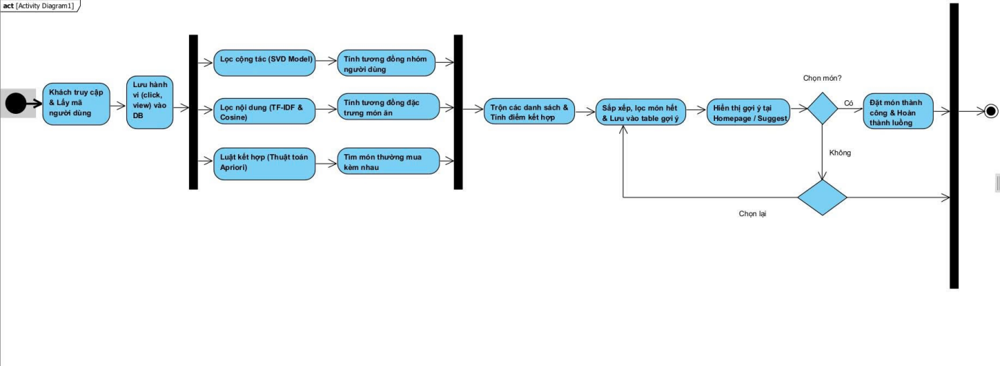 act [Activity Diagram1]
Khách truy cập
& Lấy mã
người dùng
Lưu hành
vi (click,
view) vào
DB
Lọc cộng tác (SVD Model)
Tính tương đồng nhóm
người dùng
Lọc nội dung (TF-IDF &
Cosine)
Tính tương đồng đặc
trưng món ăn
Luật kết hợp (Thuật toán
Apriori)
Tìm món thường mua
kèm nhau
Trộn các danh sách &
Tính điểm kết hợp
Sắp xếp, lọc món hết
& Lưu vào table gợi ý
Hiển thị gợi ý tại
Homepage / Suggest
Chọn món?
Có
Đặt món thành
công & Hoàn
thành luồng
Không
Chọn lại